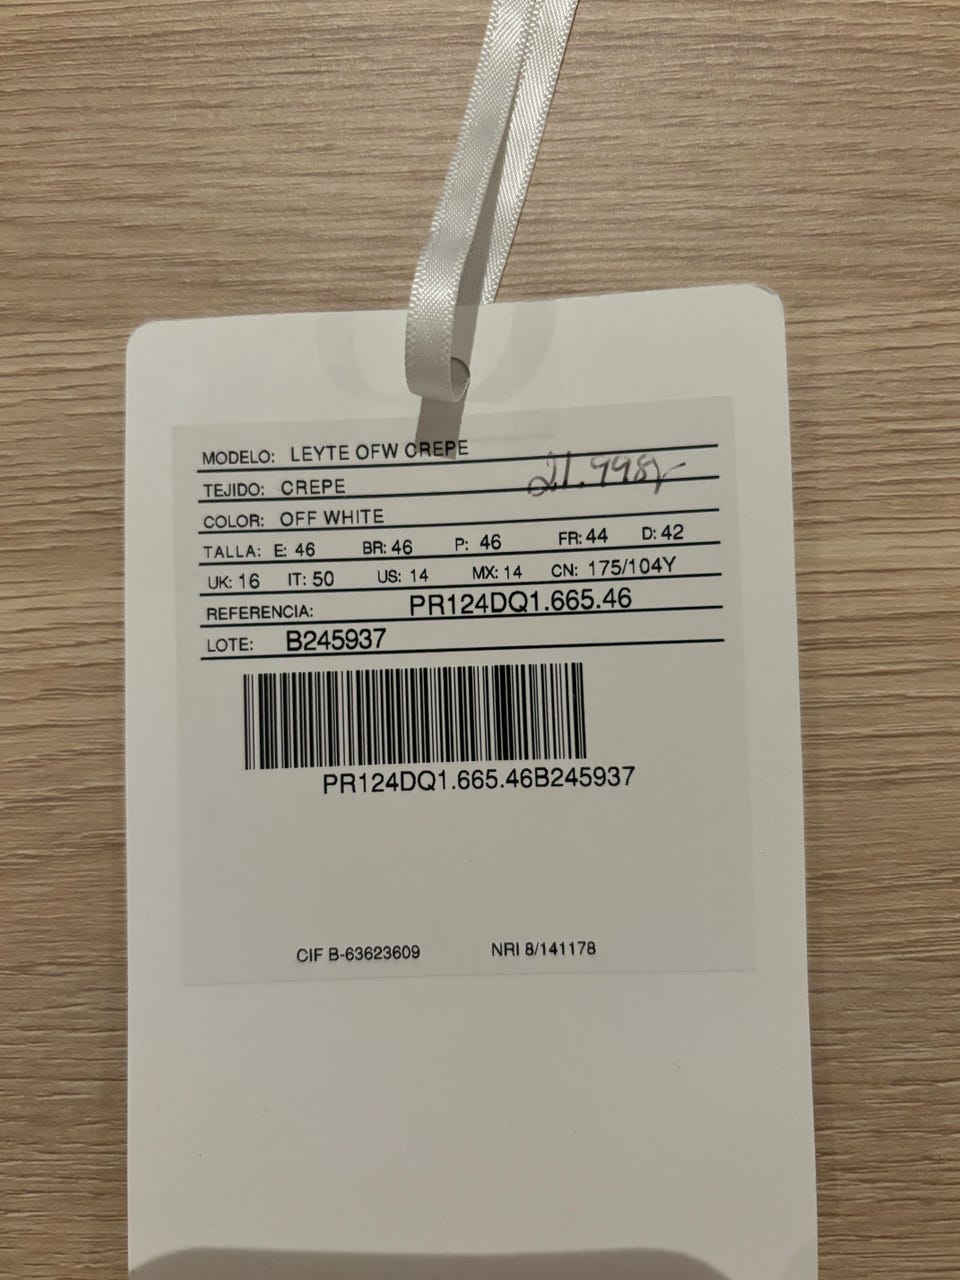 MODELO: LEYTE OFW CREPE
21.998,-
TEJIDO: CREPE
COLOR: OFF WHITE
TALLA: E: 46 BR: 46 P: 46 FR: 44 D: 42
UK: 16 IT: 50 US: 14 MX: 14 CN: 175/104Y
REFERENCIA: PR124DQ1.665.46
LOTE: B245937
PR124DQ1.665.46B245937
CIF B-63623609 NRI 8/141178